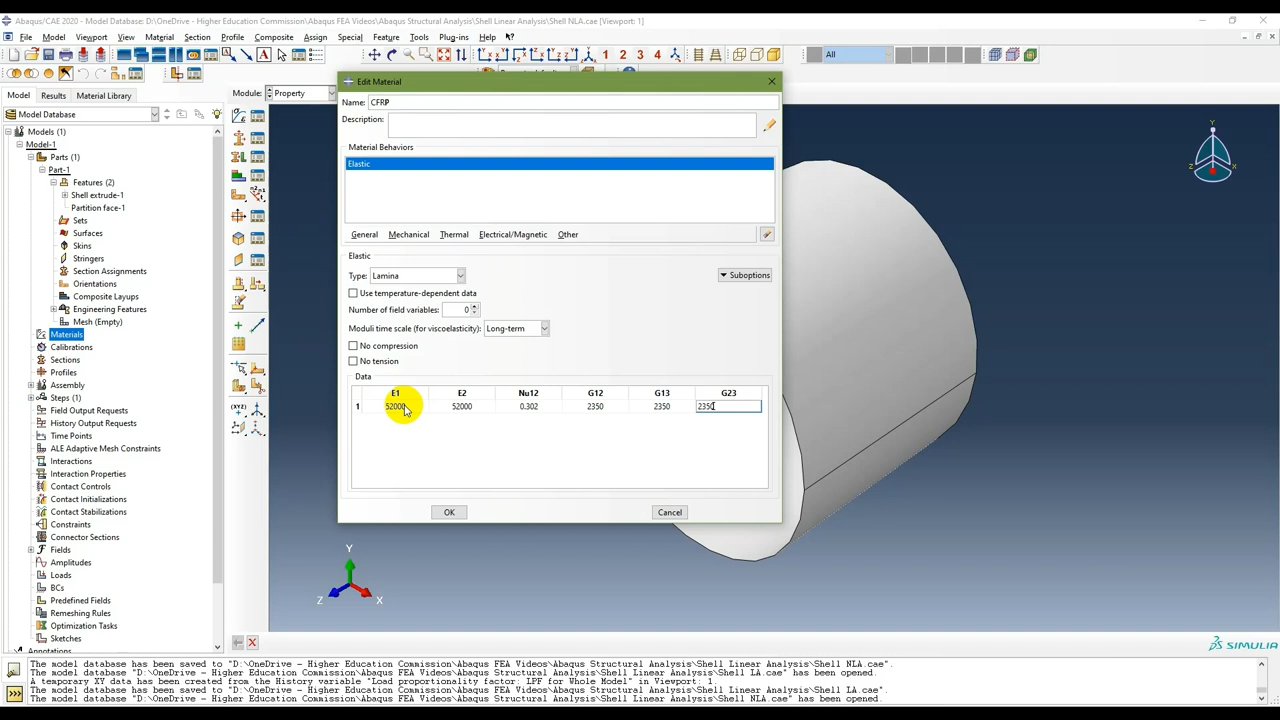 Abaqus/CAE 2020 - Model Database: D:\OneDrive - Higher Education Commission\Abaqus FEA Videos\Abaqus Structural Analysis\Shell Linear Analysis\Shell NLA.cae [Viewport: 1]
File Model Viewport View Material Section Profile Composite Assign Special Feature Tools Plug-ins Help
1 2 3 4
All
Model Results Material Library
Module: Property
Model Database
Models (1)
Model-1
Parts (1)
Part-1
Features (2)
Shell extrude-1
Partition face-1
Sets
Surfaces
Skins
Stringers
Section Assignments
Orientations
Composite Layups
Engineering Features
Mesh (Empty)
Materials
Calibrations
Sections
Profiles
Assembly
Steps (1)
Field Output Requests
History Output Requests
Time Points
ALE Adaptive Mesh Constraints
Interactions
Interaction Properties
Contact Controls
Contact Initializations
Contact Stabilizations
Constraints
Connector Sections
Fields
Amplitudes
Loads
BCs
Predefined Fields
Remeshing Rules
Optimization Tasks
Sketches
Annotations
Edit Material
Name: CFRP
Description:
Material Behaviors
Elastic
General Mechanical Thermal Electrical/Magnetic Other
Elastic
Type: Lamina
Suboptions
Use temperature-dependent data
Number of field variables: 0
Moduli time scale (for viscoelasticity): Long-term
No compression
No tension
Data
E1 E2 Nu12 G12 G13 G23
1 52000 52000 0.302 2350 2350 2350
OK Cancel
Y
Z X
Y
Z X
SIMULIA
The model database has been saved to "D:\OneDrive - Higher Education Commission\Abaqus FEA Videos\Abaqus Structural Analysis\Shell Linear Analysis\Shell NLA.cae".
The model database "D:\OneDrive - Higher Education Commission\Abaqus FEA Videos\Abaqus Structural Analysis\Shell Linear Analysis\Shell LA.cae" has been opened.
A temporary XY data has been created from the History variable "Load proportionality factor: LPF for Whole Model" in Viewport: 1.
The model database has been saved to "D:\OneDrive - Higher Education Commission\Abaqus FEA Videos\Abaqus Structural Analysis\Shell Linear Analysis\Shell LA.cae".
The model database "D:\OneDrive - Higher Education Commission\Abaqus FEA Videos\Abaqus Structural Analysis\Shell Linear Analysis\Shell NLA.cae" has been opened.